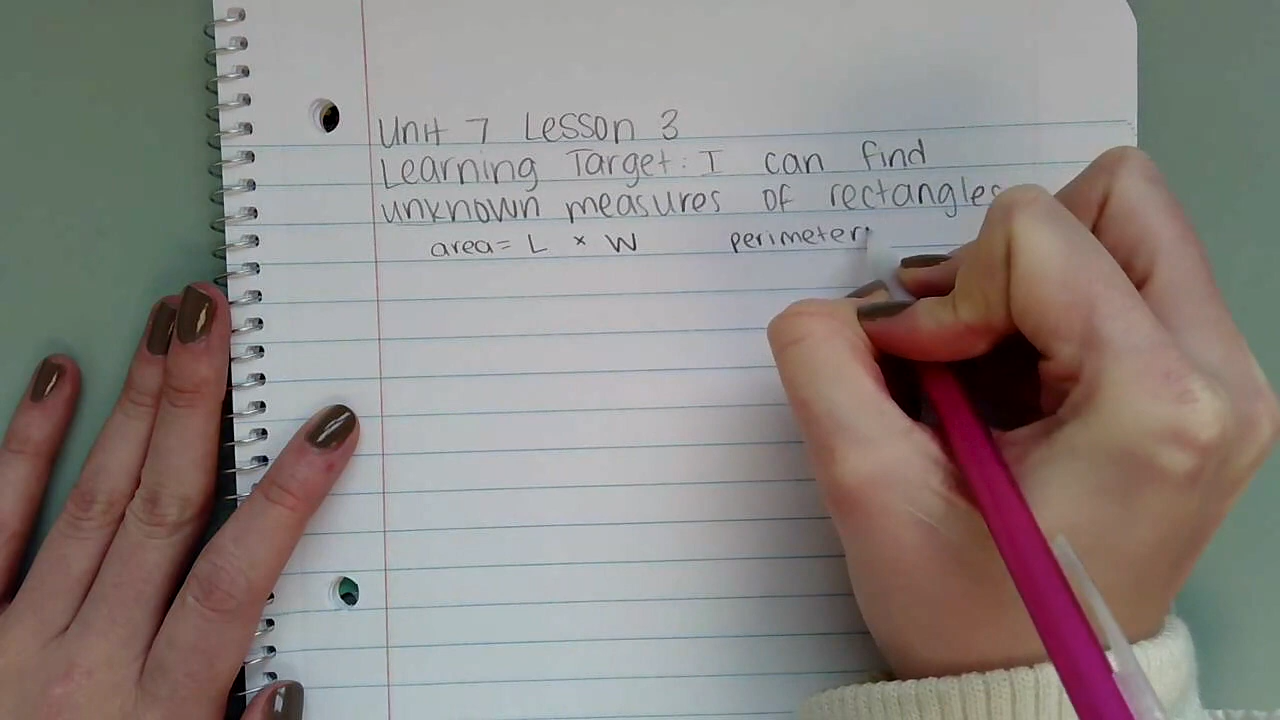 Unit 7 Lesson 3
Learning Target: I can find
unknown measures of rectangles
area= L × W perimeter